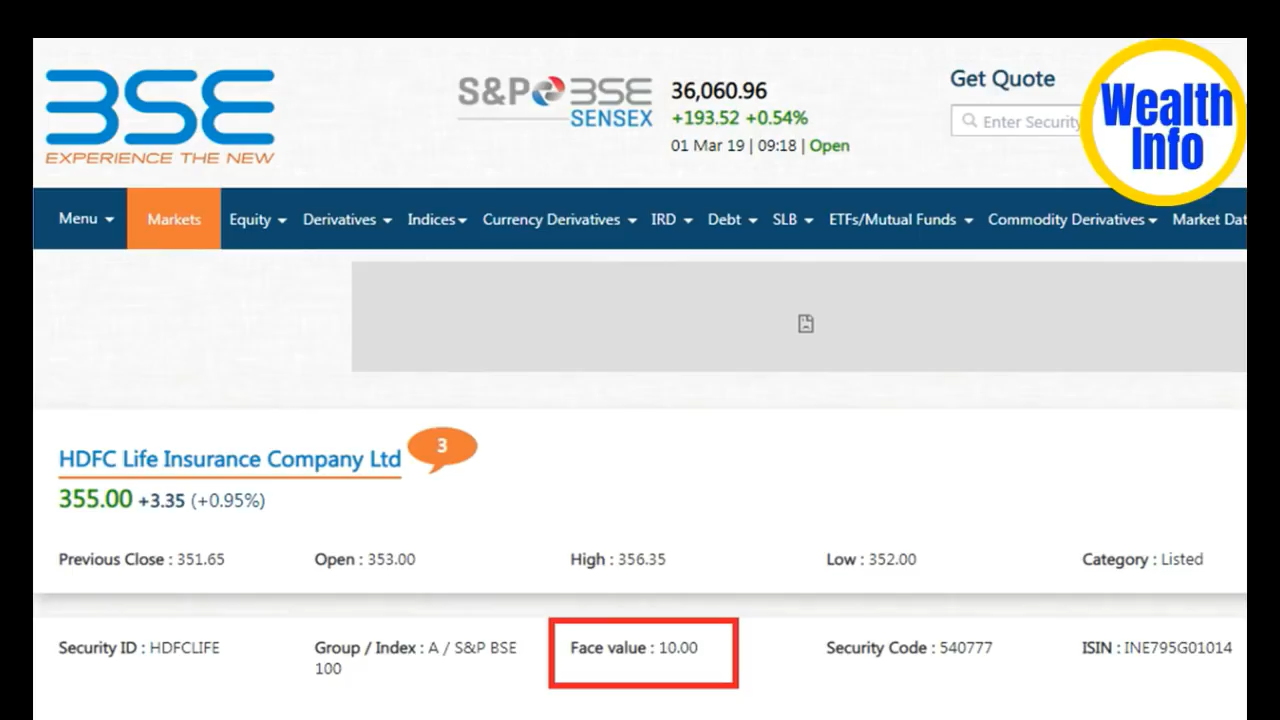 BSE
EXPERIENCE THE NEW
S&P BSE
SENSEX
36,060.96
+193.52 +0.54%
01 Mar 19 | 09:18 | Open
Get Quote
Enter Security
Wealth
Info
Menu
Markets
Equity
Derivatives
Indices
Currency Derivatives
IRD
Debt
SLB
ETFs/Mutual Funds
Commodity Derivatives
Market Dat
HDFC Life Insurance Company Ltd
3
355.00 +3.35 (+0.95%)
Previous Close : 351.65
Open : 353.00
High : 356.35
Low : 352.00
Category : Listed
Security ID : HDFCLIFE
Group / Index : A / S&P BSE
100
Face value : 10.00
Security Code : 540777
ISIN : INE795G01014